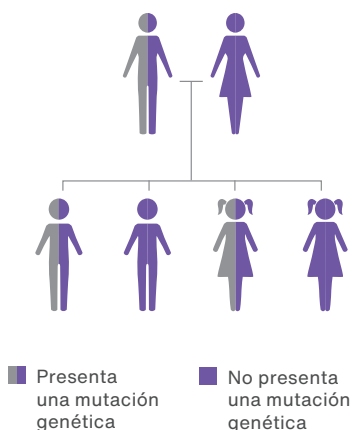 Presenta
una mutación
genética
No presenta
una mutación
genética